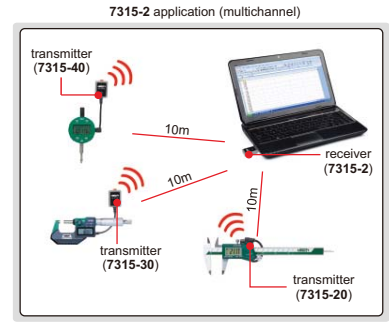 7315-2 application (multichannel)
transmitter
(7315-40)
10m
receiver
(7315-2)
10m
10m
transmitter
(7315-30)
transmitter
(7315-20)